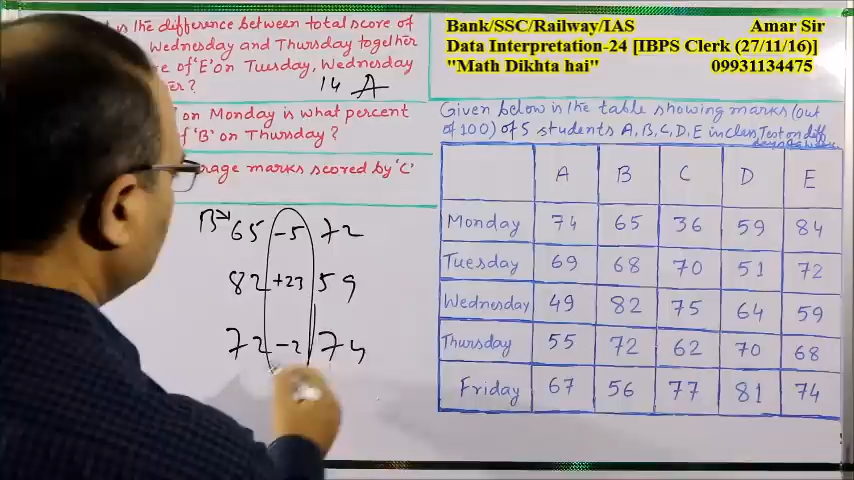 is the difference between total score of
Wednesday and Thursday together
of 'E' on Tuesday, Wednesday
?
14 A
on Monday is what percent
of 'B' on Thursday?
rage marks scored by 'C'
B→ 65 -5 72
82 +23 59
72 -2 74
Bank/SSC/Railway/IAS Amar Sir
Data Interpretation-24 [IBPS Clerk (27/11/16)]
"Math Dikhta hai" 09931134475
Given below is the table showing marks (out
of 100) of 5 students A, B, C, D, E in class Test on diff
A B C D E
Monday 74 65 36 59 84
Tuesday 69 68 70 51 72
Wednesday 49 82 75 64 59
Thursday 55 72 62 70 68
Friday 67 56 77 81 74